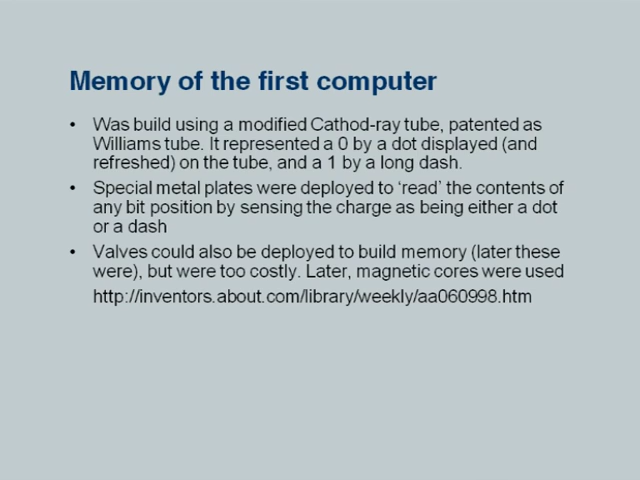 Memory of the first computer
• Was build using a modified Cathod-ray tube, patented as
Williams tube. It represented a 0 by a dot displayed (and
refreshed) on the tube, and a 1 by a long dash.
• Special metal plates were deployed to ‘read’ the contents of
any bit position by sensing the charge as being either a dot
or a dash
• Valves could also be deployed to build memory (later these
were), but were too costly. Later, magnetic cores were used
http://inventors.about.com/library/weekly/aa060998.htm